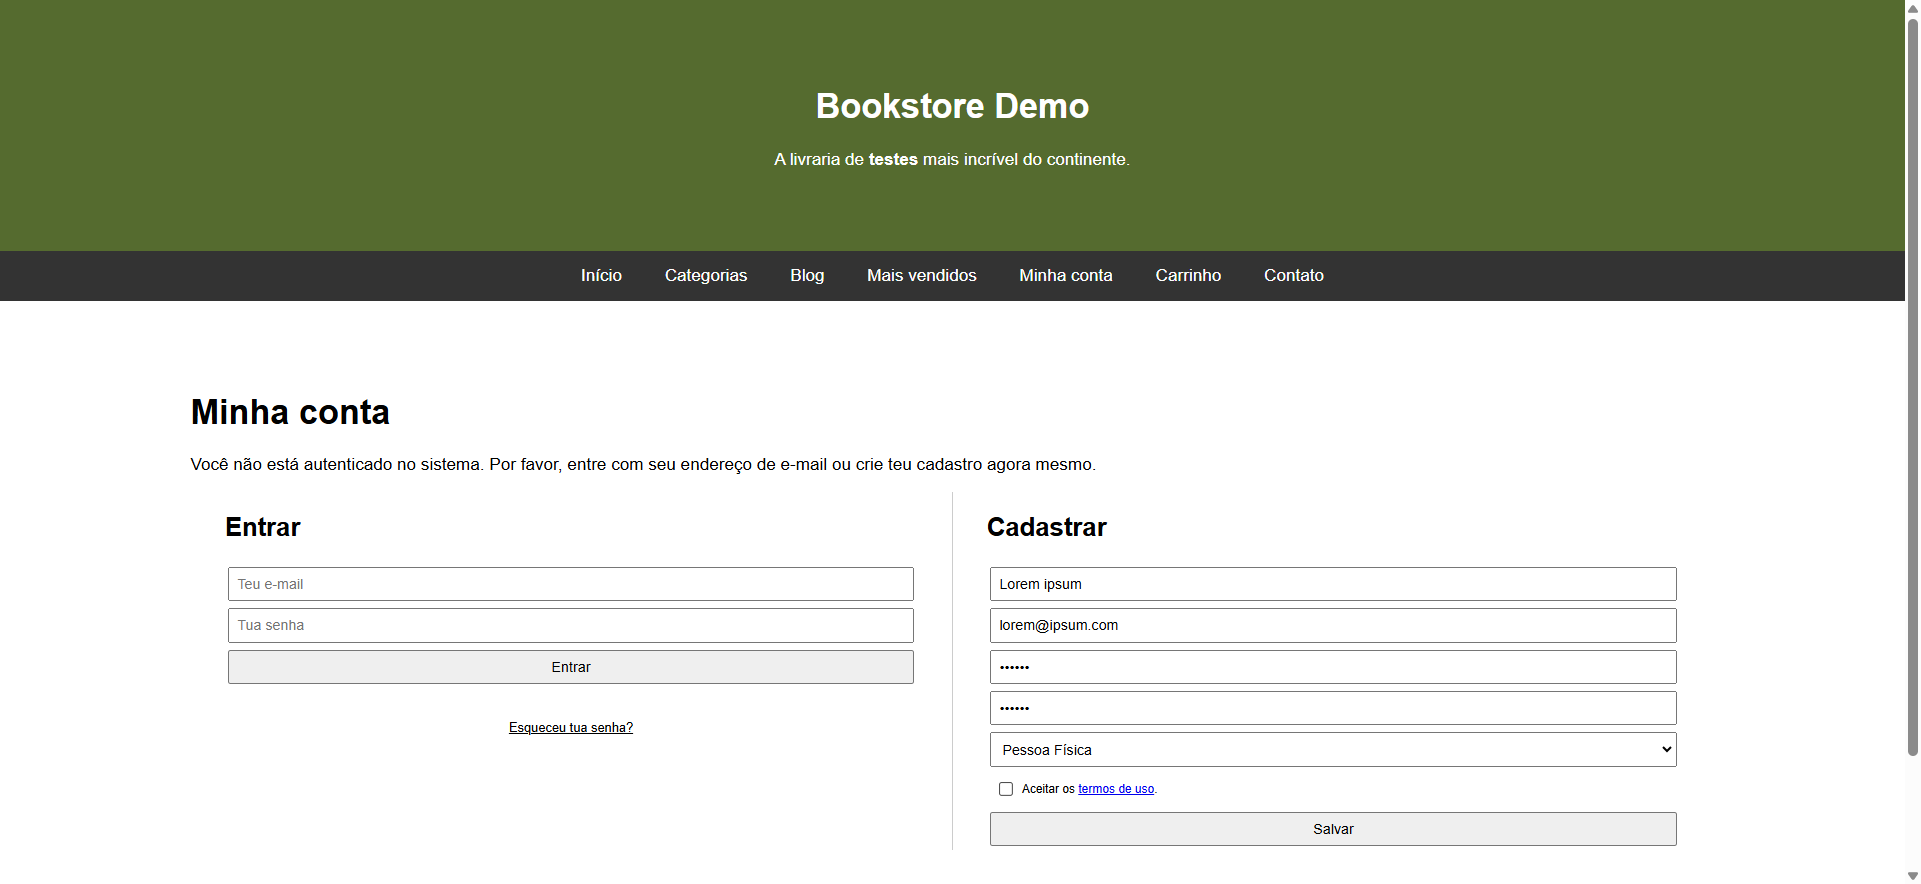 Bookstore Demo
A livraria de testes mais incrível do continente.
Início Categorias Blog Mais vendidos Minha conta Carrinho Contato
Minha conta
Você não está autenticado no sistema. Por favor, entre com seu endereço de e-mail ou crie teu cadastro agora mesmo.
Entrar
Teu e-mail
Tua senha
Entrar
Esqueceu tua senha?
Cadastrar
Lorem ipsum
lorem@ipsum.com
••••••
••••••
Pessoa Física
Aceitar os termos de uso.
Salvar